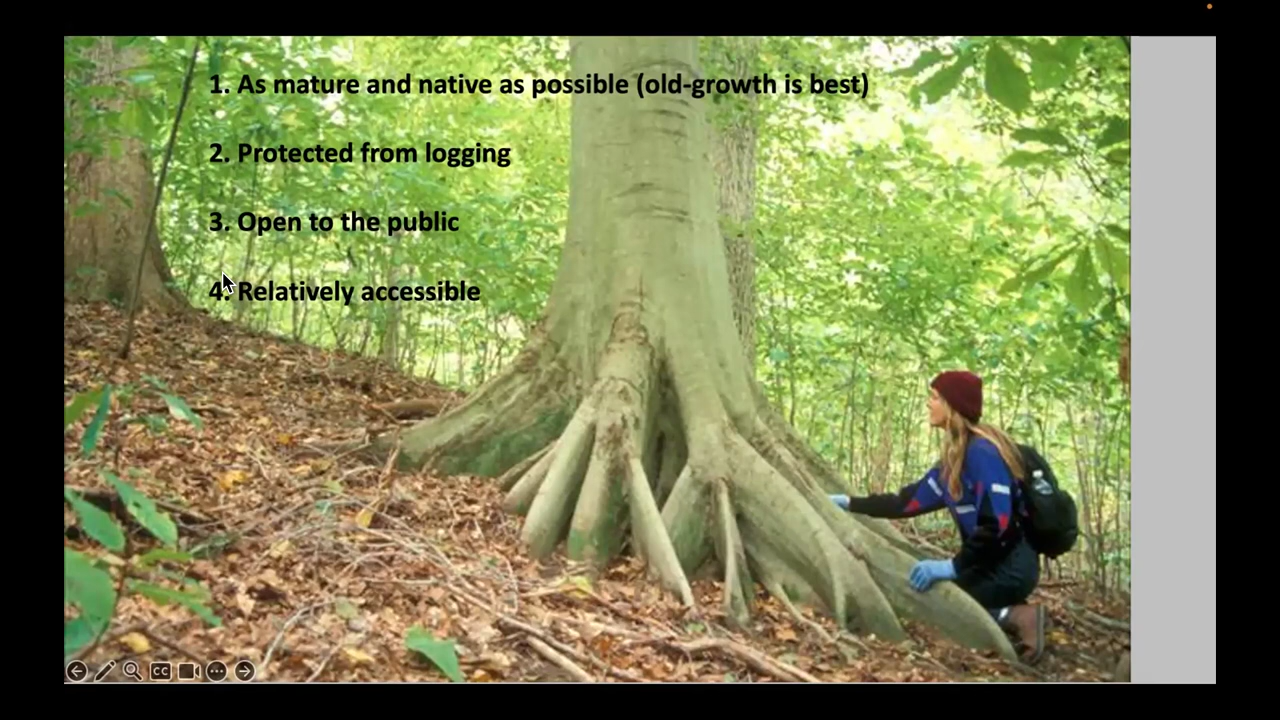 1. As mature and native as possible (old-growth is best)
2. Protected from logging
3. Open to the public
4. Relatively accessible
CC